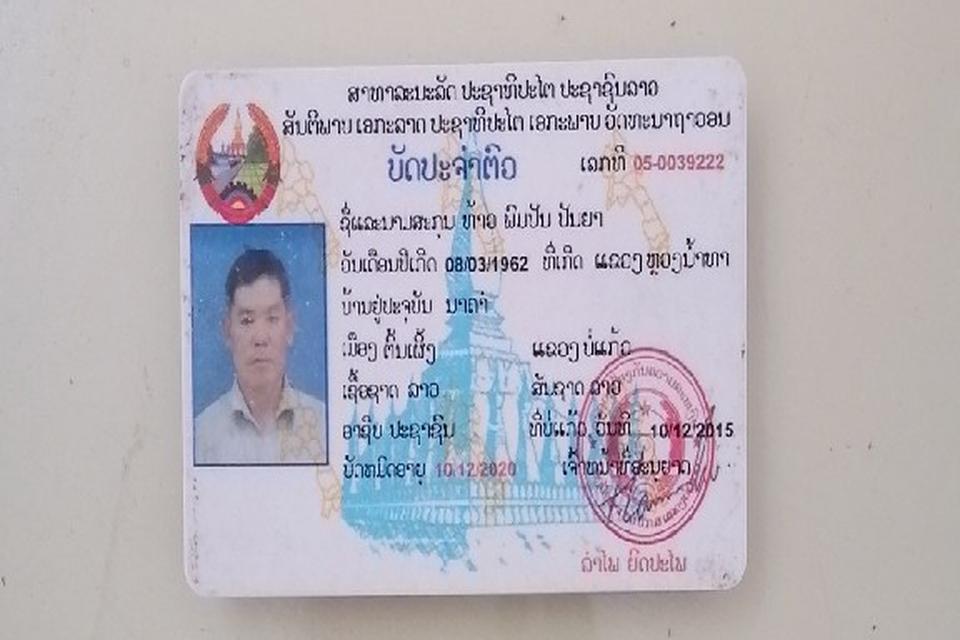 ສາທາລະນະລັດ ປະຊາທິປະໄຕ ປະຊາຊົນລາວ
ສັນຕິພາບ ເອກະລາດ ປະຊາທິປະໄຕ ເອກະພາບ ວັດທະນາຖາວອນ
ບັດປະຈຳຕົວ
ເລກທີ 05-0039222
ຊື່ແລະນາມສະກຸນ ທ້າວ ພົມປັນ ປັນຍາ
ວັນເດືອນປີເກີດ 08/03/1962 ທີ່ເກີດ ແຂວງ ຫຼວງນ້ຳທາ
ບ້ານຢູ່ປະຈຸບັນ ນາຄຳ
ເມືອງ ຕົ້ນເຜິ້ງ ແຂວງ ບໍ່ແກ້ວ
ເຊື້ອຊາດ ລາວ ສັນຊາດ ລາວ
ອາຊີບ ປະຊາຊົນ ທີ່ບໍ່ແກ້ວ ວັນທີ 10/12/2015
ບັດຫມົດອາຍຸ 10/12/2020 ເຈົ້າຫນ້າທີ່ອະນຸຍາດ
ລຳໄພ ຍົດປະໄພ